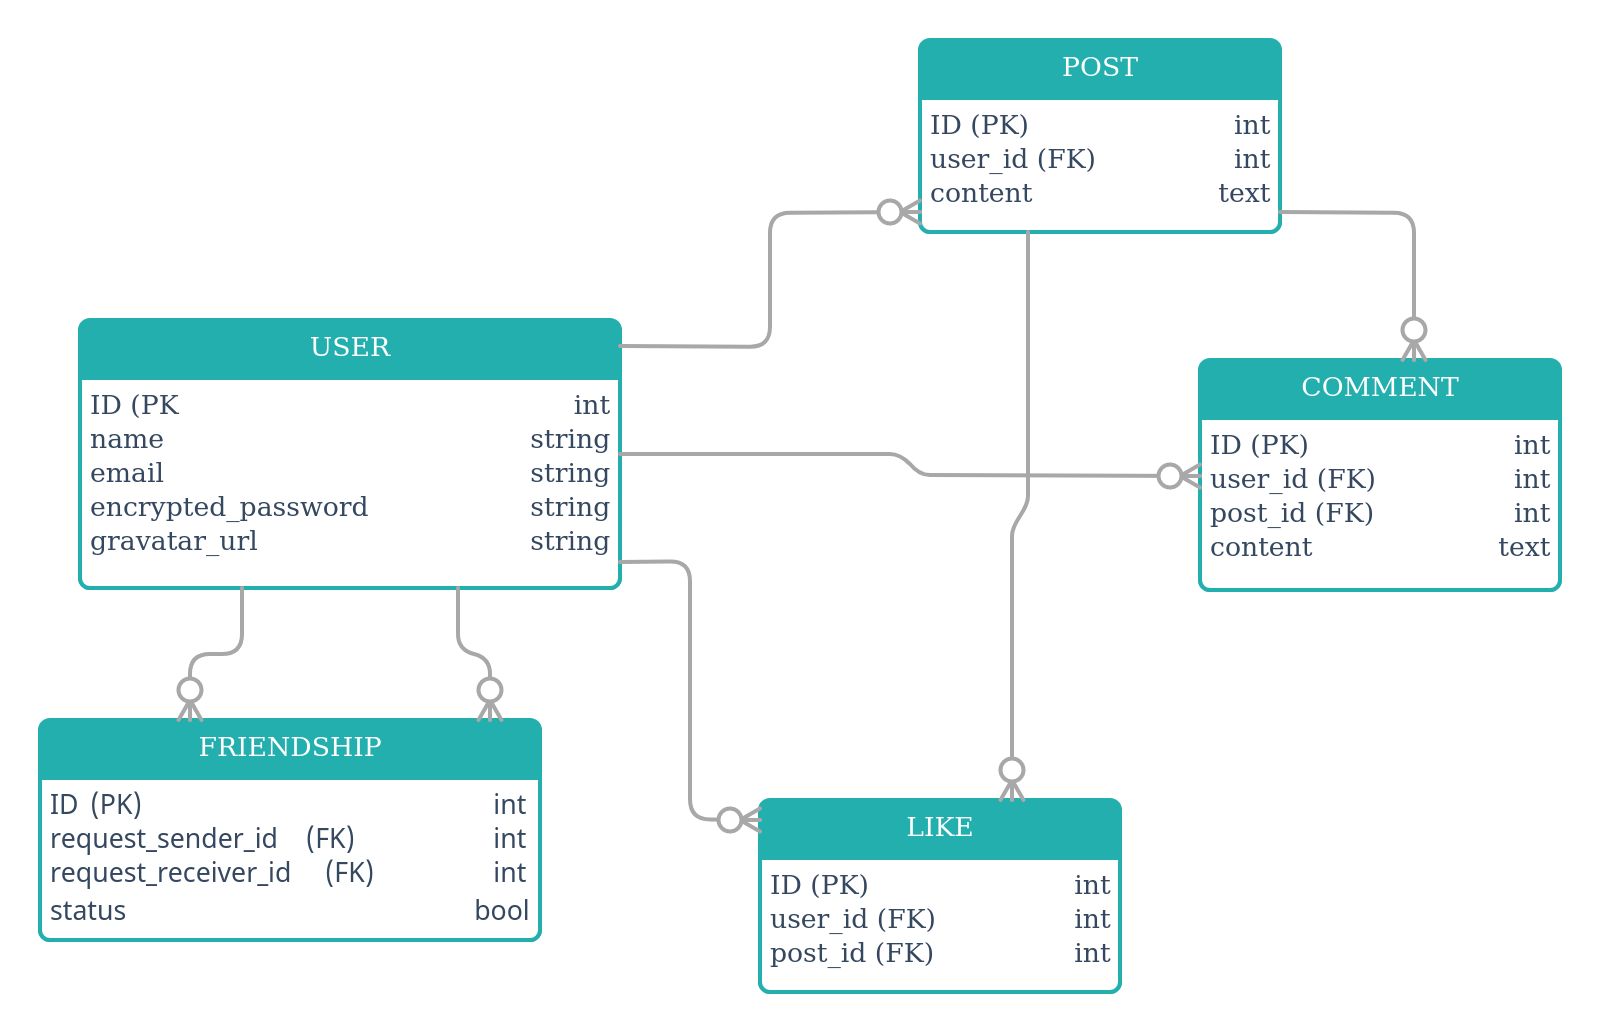 POST
ID (PK) int
user_id (FK) int
content text
USER
ID (PK int
name string
email string
encrypted_password string
gravatar_url string
COMMENT
ID (PK) int
user_id (FK) int
post_id (FK) int
content text
FRIENDSHIP
ID (PK) int
request_sender_id (FK) int
request_receiver_id (FK) int
status bool
LIKE
ID (PK) int
user_id (FK) int
post_id (FK) int